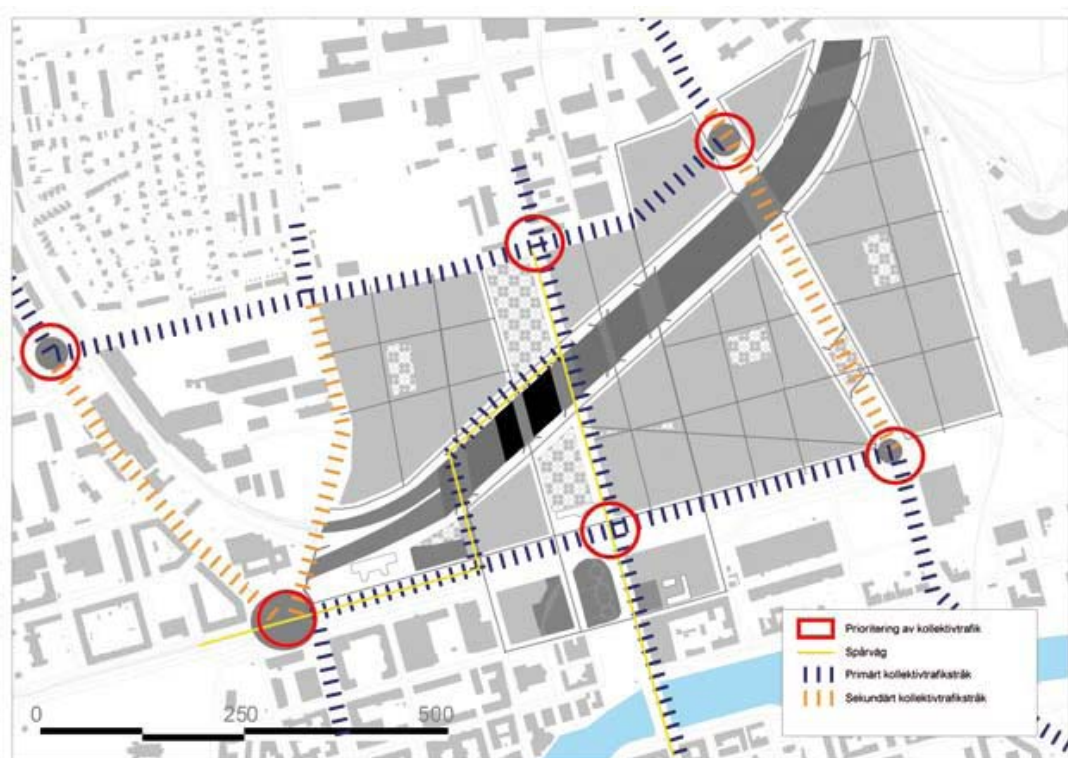 Prioritering av kollektivtrafik
Spårväg
Primärt kollektivtrafikstråk
Sekundärt kollektivtrafikstråk
0 250 500